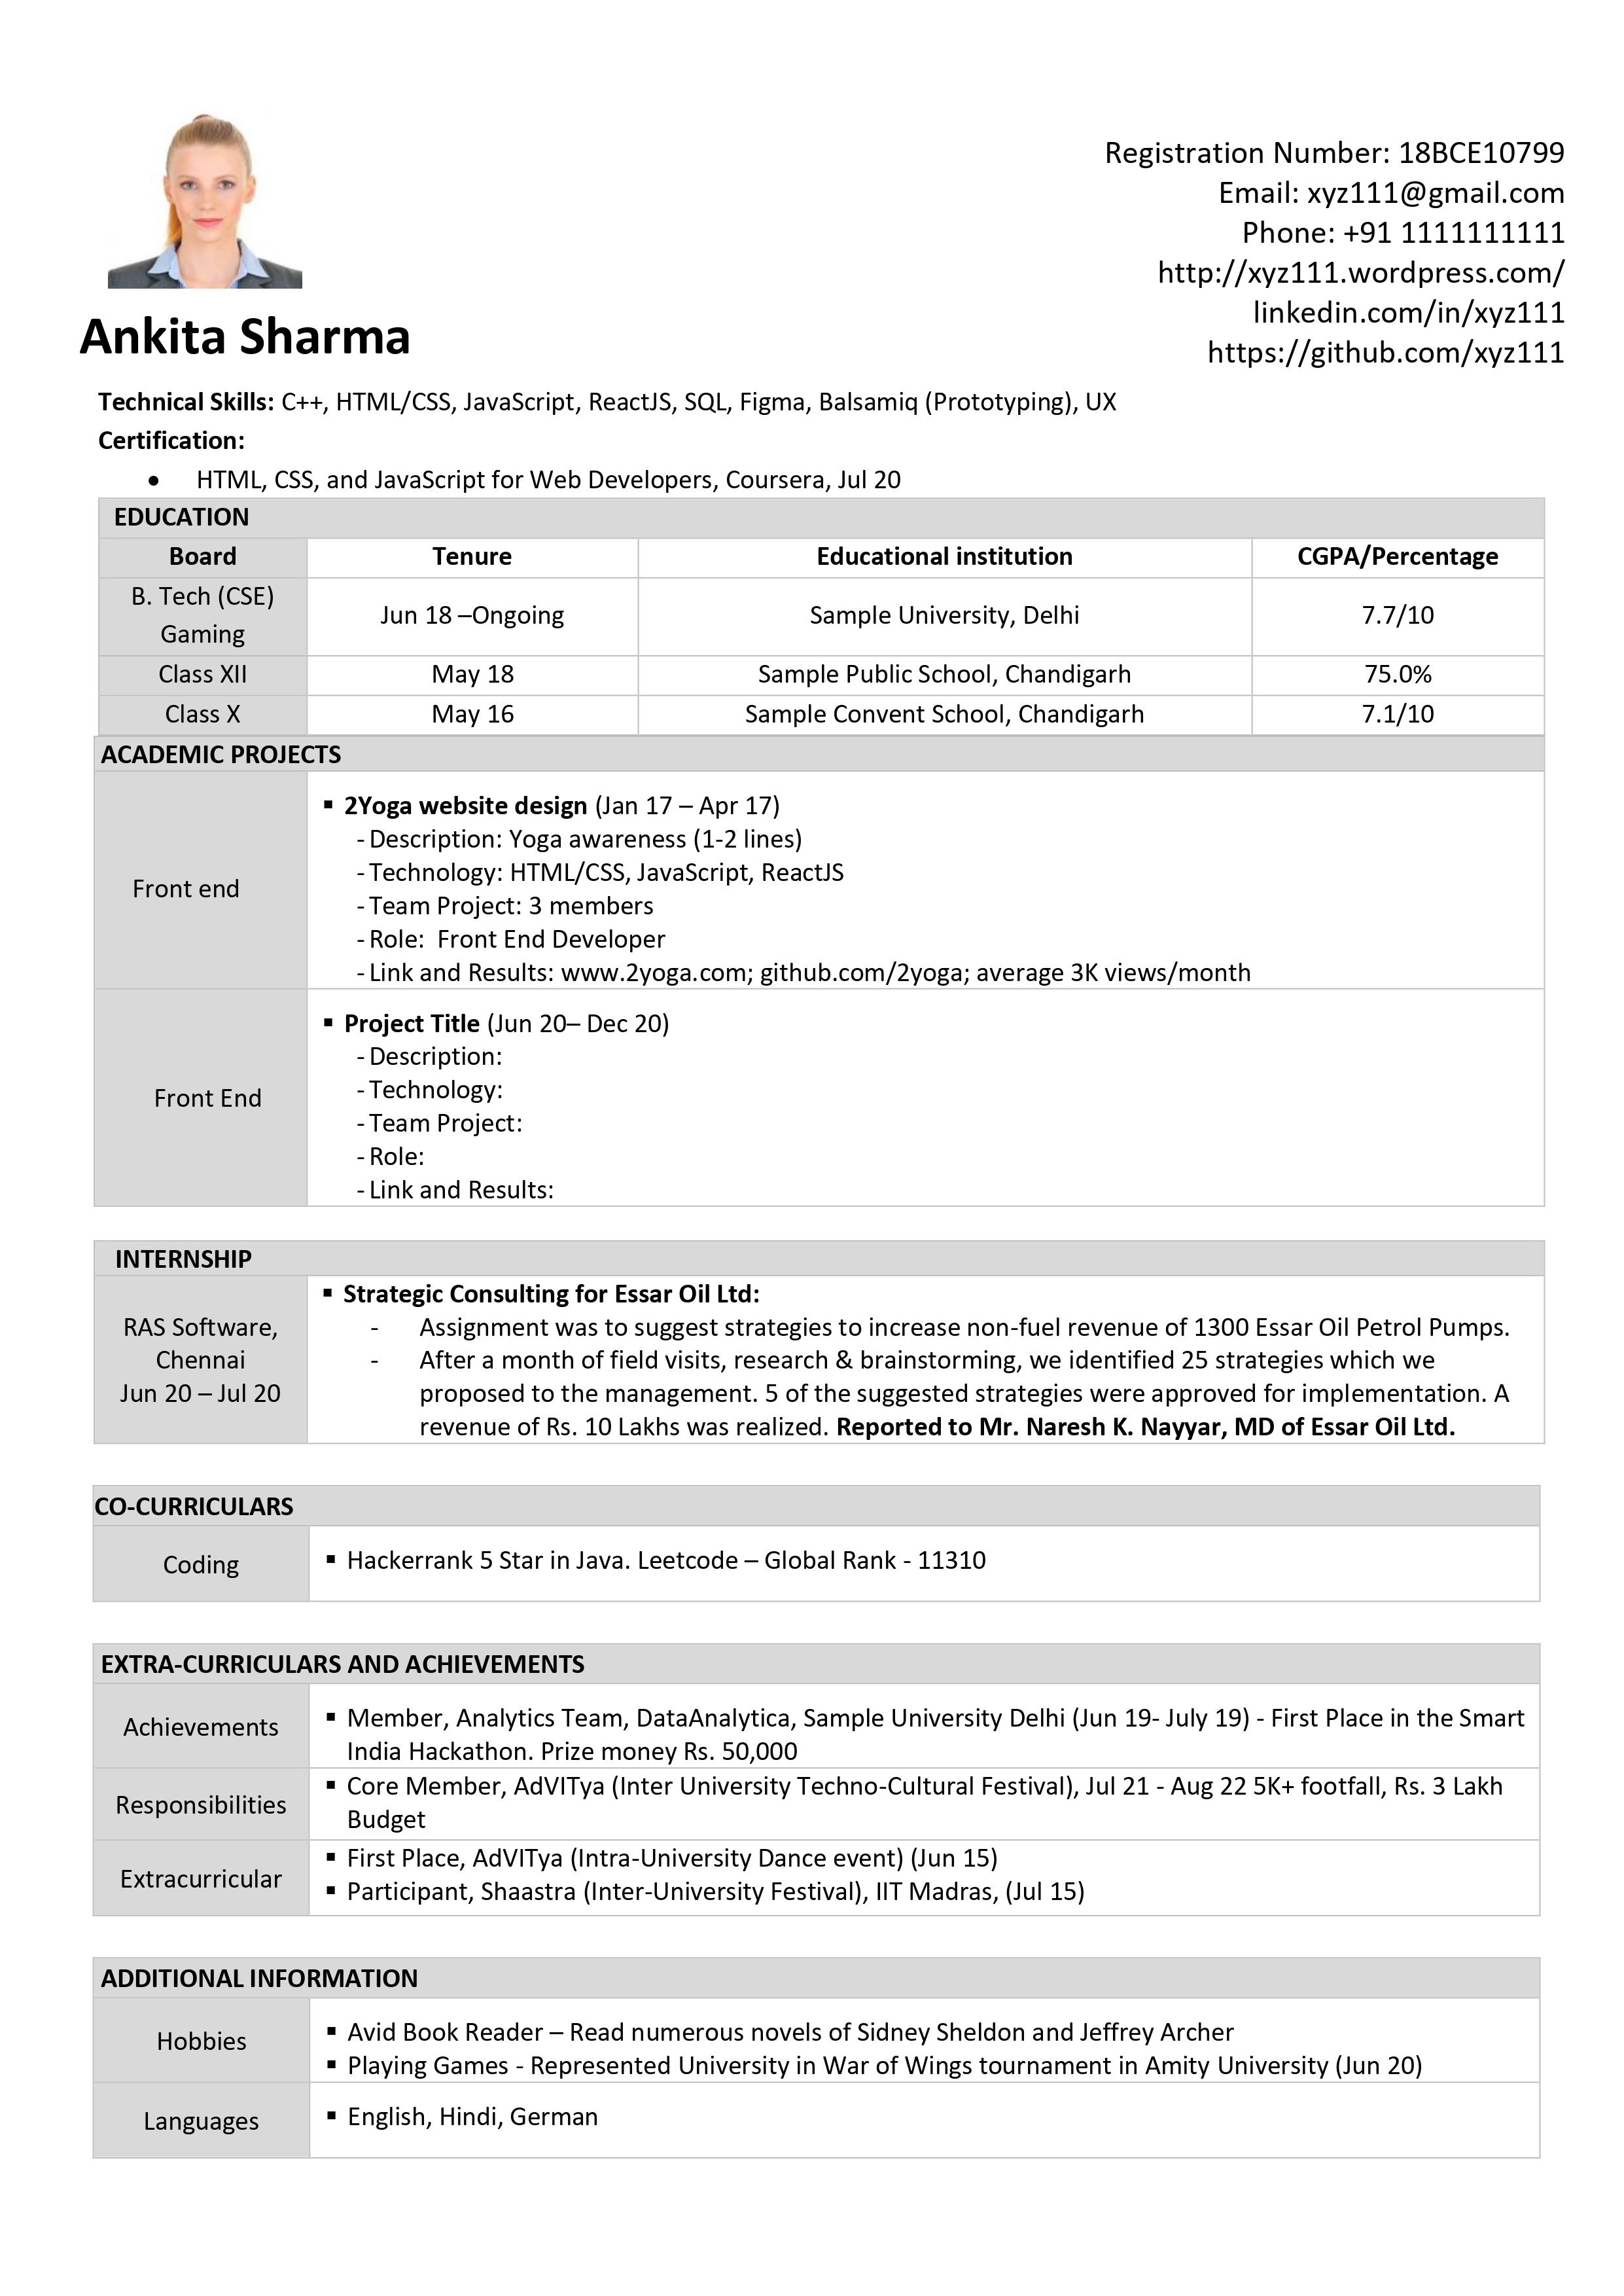 Registration Number: 18BCE10799
Email: xyz111@gmail.com
Phone: +91 1111111111
http://xyz111.wordpress.com/
linkedin.com/in/xyz111
https://github.com/xyz111
Ankita Sharma
Technical Skills: C++, HTML/CSS, JavaScript, ReactJS, SQL, Figma, Balsamiq (Prototyping), UX
Certification:
• HTML, CSS, and JavaScript for Web Developers, Coursera, Jul 20
EDUCATION
Board Tenure Educational institution CGPA/Percentage
B. Tech (CSE)
Gaming
Jun 18 –Ongoing Sample University, Delhi 7.7/10
Class XII May 18 Sample Public School, Chandigarh 75.0%
Class X May 16 Sample Convent School, Chandigarh 7.1/10
ACADEMIC PROJECTS
Front end
▪ 2Yoga website design (Jan 17 – Apr 17)
- Description: Yoga awareness (1-2 lines)
- Technology: HTML/CSS, JavaScript, ReactJS
- Team Project: 3 members
- Role: Front End Developer
- Link and Results: www.2yoga.com; github.com/2yoga; average 3K views/month
Front End
▪ Project Title (Jun 20– Dec 20)
- Description:
- Technology:
- Team Project:
- Role:
- Link and Results:
INTERNSHIP
RAS Software,
Chennai
Jun 20 – Jul 20
▪ Strategic Consulting for Essar Oil Ltd:
- Assignment was to suggest strategies to increase non-fuel revenue of 1300 Essar Oil Petrol Pumps.
- After a month of field visits, research & brainstorming, we identified 25 strategies which we
proposed to the management. 5 of the suggested strategies were approved for implementation. A
revenue of Rs. 10 Lakhs was realized. Reported to Mr. Naresh K. Nayyar, MD of Essar Oil Ltd.
CO-CURRICULARS
Coding
▪ Hackerrank 5 Star in Java. Leetcode – Global Rank - 11310
EXTRA-CURRICULARS AND ACHIEVEMENTS
Achievements
▪ Member, Analytics Team, DataAnalytica, Sample University Delhi (Jun 19- July 19) - First Place in the Smart
India Hackathon. Prize money Rs. 50,000
Responsibilities
▪ Core Member, AdVITya (Inter University Techno-Cultural Festival), Jul 21 - Aug 22 5K+ footfall, Rs. 3 Lakh
Budget
Extracurricular
▪ First Place, AdVITya (Intra-University Dance event) (Jun 15)
▪ Participant, Shaastra (Inter-University Festival), IIT Madras, (Jul 15)
ADDITIONAL INFORMATION
Hobbies
▪ Avid Book Reader – Read numerous novels of Sidney Sheldon and Jeffrey Archer
▪ Playing Games - Represented University in War of Wings tournament in Amity University (Jun 20)
Languages
▪ English, Hindi, German